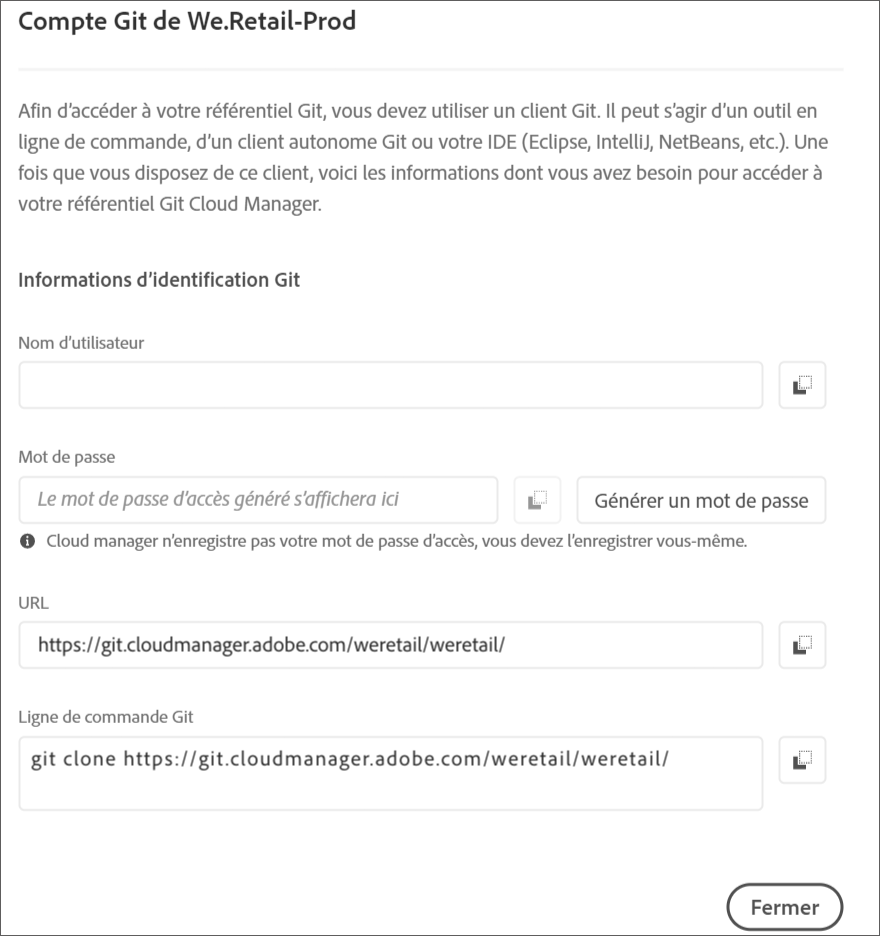 Compte Git de We.Retail-Prod
Afin d’accéder à votre référentiel Git, vous devez utiliser un client Git. Il peut s’agir d’un outil en
ligne de commande, d’un client autonome Git ou votre IDE (Eclipse, IntelliJ, NetBeans, etc.). Une
fois que vous disposez de ce client, voici les informations dont vous avez besoin pour accéder à
votre référentiel Git Cloud Manager.
Informations d’identification Git
Nom d’utilisateur
Mot de passe
Le mot de passe d’accès généré s’affichera ici
Générer un mot de passe
Cloud manager n’enregistre pas votre mot de passe d’accès, vous devez l’enregistrer vous-même.
URL
https://git.cloudmanager.adobe.com/weretail/weretail/
Ligne de commande Git
git clone https://git.cloudmanager.adobe.com/weretail/weretail/
Fermer